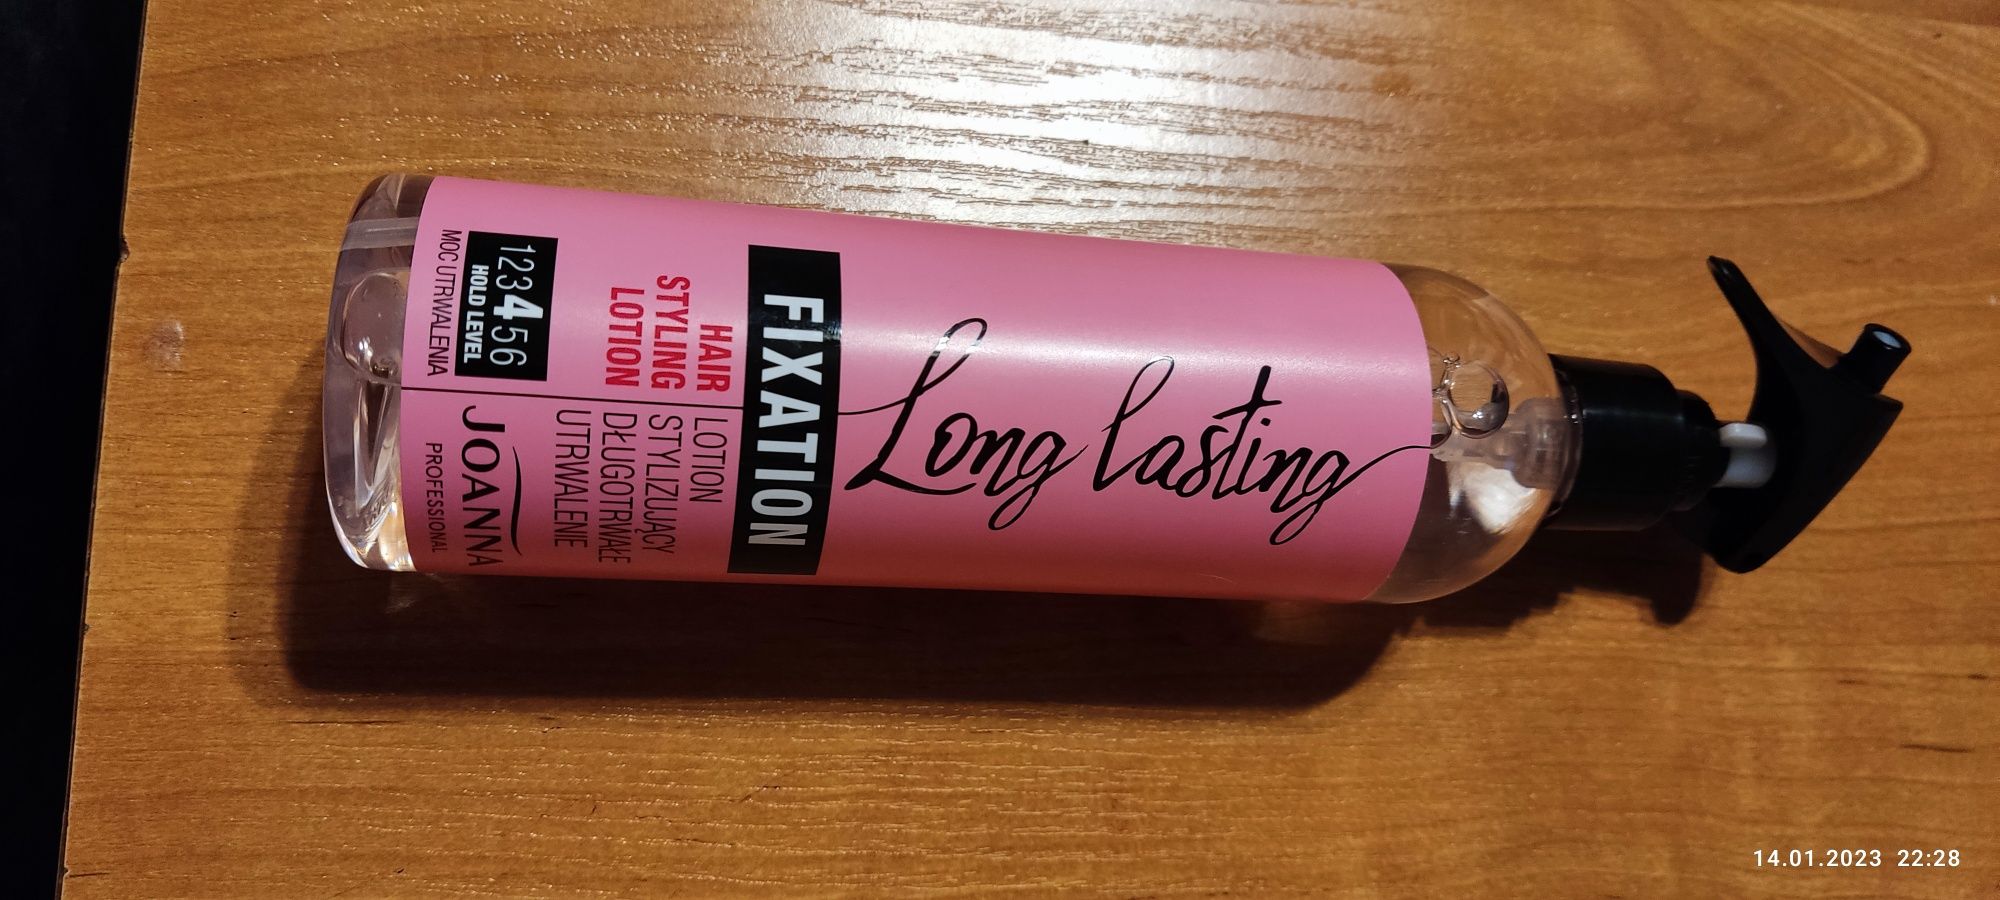 Long lasting
FIXATION
HAIR
STYLING
LOTION
LOTION
STYLIZUJĄCY
DŁUGOTRWAŁE
UTRWALENIE
123456
HOLD LEVEL
MOC UTRWALENIA
JOANNA
PROFESSIONAL
14.01.2023 22:28